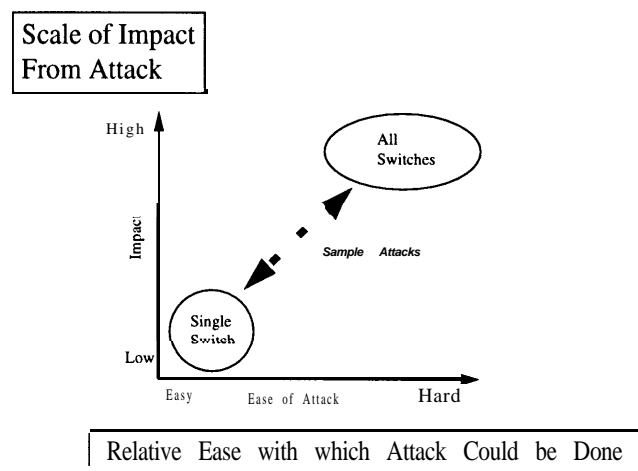 Scale of Impact
From Attack
High
All
Switches
Impact
Sample Attacks
Single
Switch
Low
Easy
Ease of Attack
Hard
Relative Ease with which Attack Could be Done